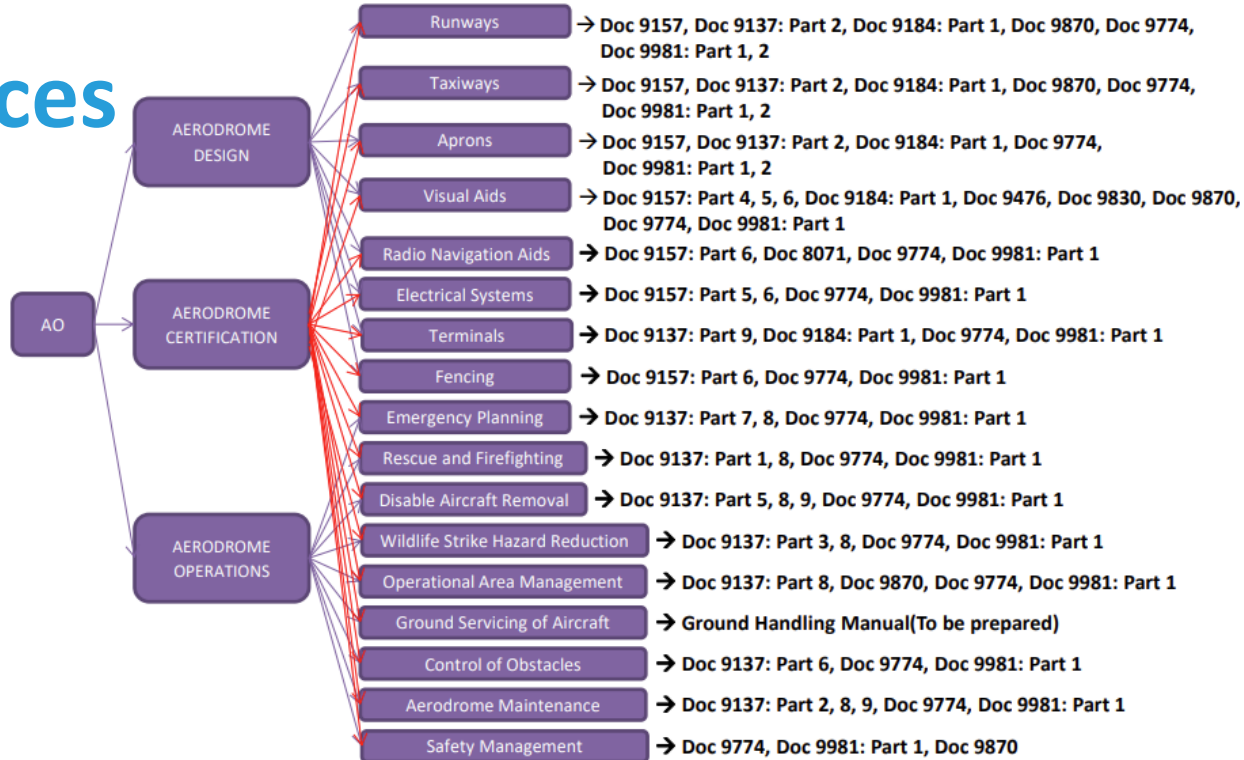 ces
AO
AERODROME
DESIGN
AERODROME
CERTIFICATION
AERODROME
OPERATIONS
Runways → Doc 9157, Doc 9137: Part 2, Doc 9184: Part 1, Doc 9870, Doc 9774,
Doc 9981: Part 1, 2
Taxiways → Doc 9157, Doc 9137: Part 2, Doc 9184: Part 1, Doc 9870, Doc 9774,
Doc 9981: Part 1, 2
Aprons → Doc 9157, Doc 9137: Part 2, Doc 9184: Part 1, Doc 9774,
Doc 9981: Part 1, 2
Visual Aids → Doc 9157: Part 4, 5, 6, Doc 9184: Part 1, Doc 9476, Doc 9830, Doc 9870,
Doc 9774, Doc 9981: Part 1
Radio Navigation Aids → Doc 9157: Part 6, Doc 8071, Doc 9774, Doc 9981: Part 1
Electrical Systems → Doc 9157: Part 5, 6, Doc 9774, Doc 9981: Part 1
Terminals → Doc 9137: Part 9, Doc 9184: Part 1, Doc 9774, Doc 9981: Part 1
Fencing → Doc 9157: Part 6, Doc 9774, Doc 9981: Part 1
Emergency Planning → Doc 9137: Part 7, 8, Doc 9774, Doc 9981: Part 1
Rescue and Firefighting → Doc 9137: Part 1, 8, Doc 9774, Doc 9981: Part 1
Disable Aircraft Removal → Doc 9137: Part 5, 8, 9, Doc 9774, Doc 9981: Part 1
Wildlife Strike Hazard Reduction → Doc 9137: Part 3, 8, Doc 9774, Doc 9981: Part 1
Operational Area Management → Doc 9137: Part 8, Doc 9870, Doc 9774, Doc 9981: Part 1
Ground Servicing of Aircraft → Ground Handling Manual(To be prepared)
Control of Obstacles → Doc 9137: Part 6, Doc 9774, Doc 9981: Part 1
Aerodrome Maintenance → Doc 9137: Part 2, 8, 9, Doc 9774, Doc 9981: Part 1
Safety Management → Doc 9774, Doc 9981: Part 1, Doc 9870